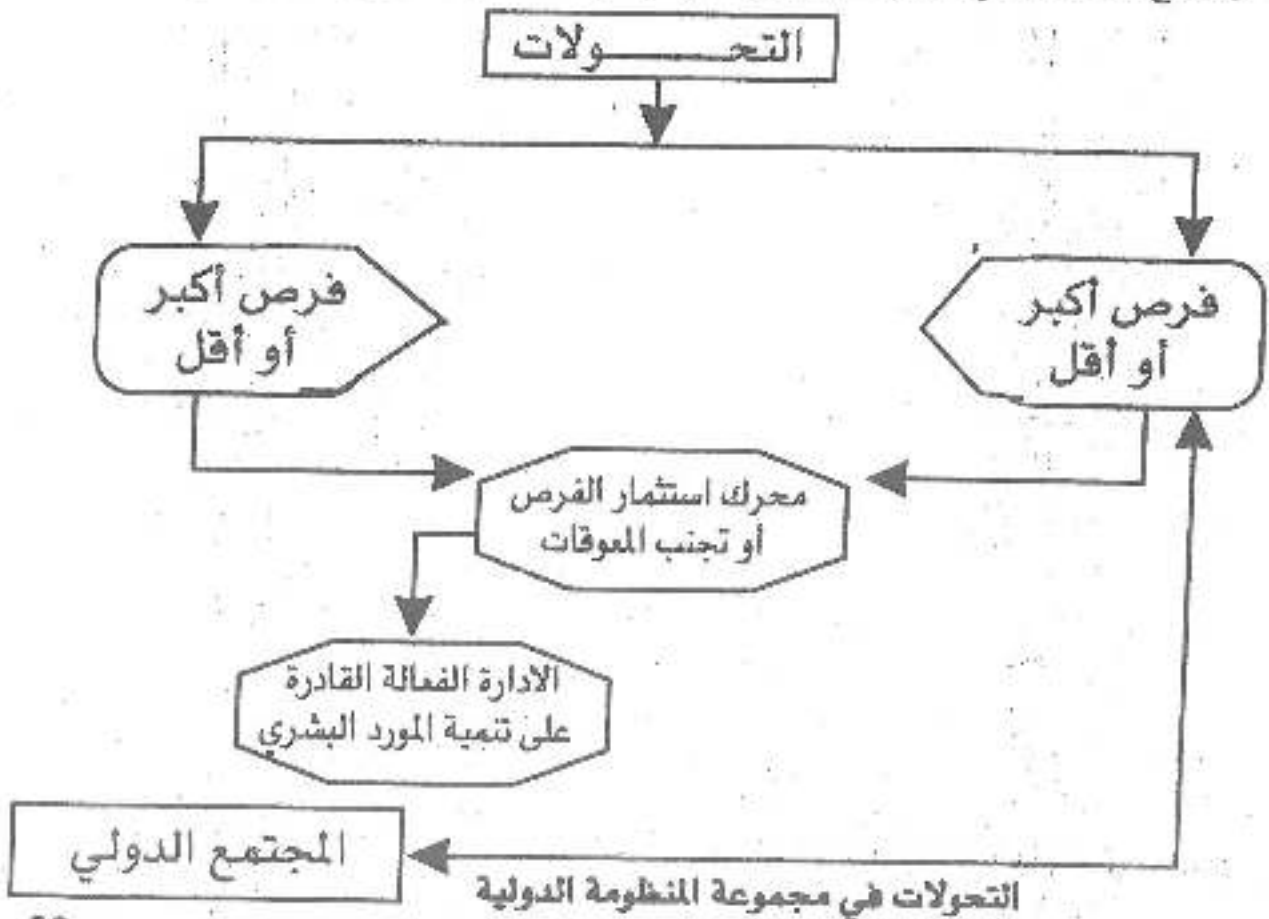 التحـــــولات
فرص أكبر
أو أقل
فرص أكبر
أو أقل
محرك استثمار الفرص
أو تجنب المعوقات
الادارة الفعالة القادرة
على تنمية المورد البشري
المجتمع الدولي
التحولات في مجموعة المنظومة الدولية